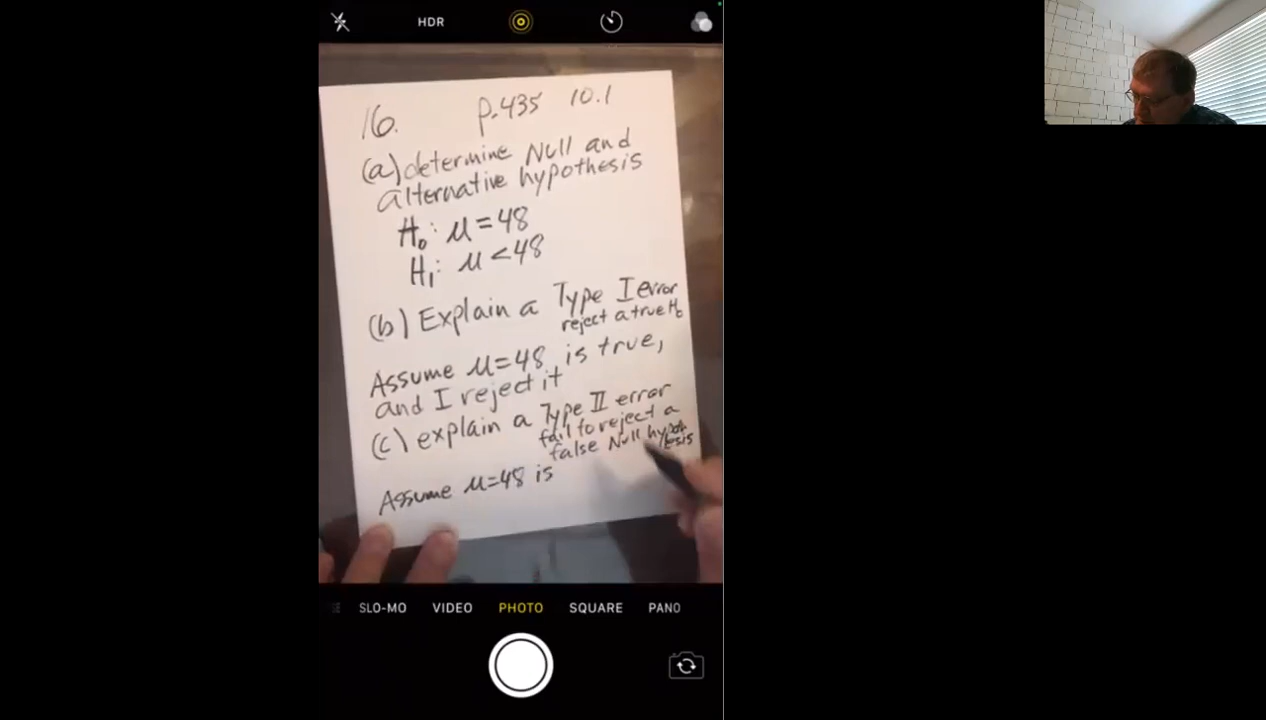 HDR
16. p.435 10.1
(a) determine Null and
alternative hypothesis
H₀: μ = 48
H₁: μ < 48
(b) Explain a Type I error
reject a true H₀
Assume μ=48 is true,
and I reject it
(c) explain a Type II error
fail to reject a
false Null hypoth
esis
Assume μ=48 is
SLO-MO VIDEO PHOTO SQUARE PANO